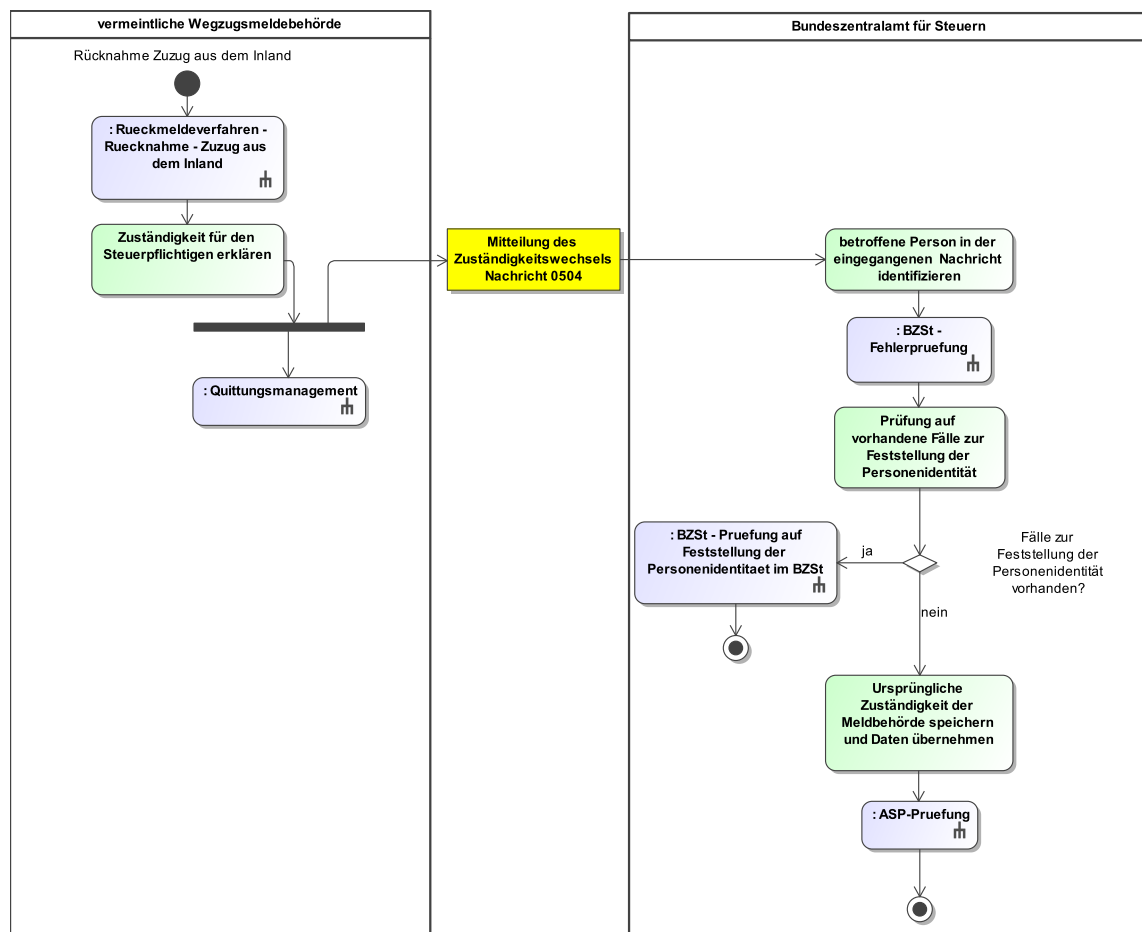 vermeintliche Wegzugsmeldebehörde
Rücknahme Zuzug aus dem Inland
: Rueckmeldeverfahren -
Ruecknahme - Zuzug aus
dem Inland
Zuständigkeit für den
Steuerpflichtigen erklären
: Quittungsmanagement
Mitteilung des
Zuständigkeitswechsels
Nachricht 0504
Bundeszentralamt für Steuern
betroffene Person in der
eingegangenen Nachricht
identifizieren
: BZSt -
Fehlerpruefung
Prüfung auf
vorhandene Fälle zur
Feststellung der
Personenidentität
Fälle zur
Feststellung der
Personenidentität
vorhanden?
ja
: BZSt - Pruefung auf
Feststellung der
Personenidentitaet im BZSt
nein
Ursprüngliche
Zuständigkeit der
Meldbehörde speichern
und Daten übernehmen
: ASP-Pruefung